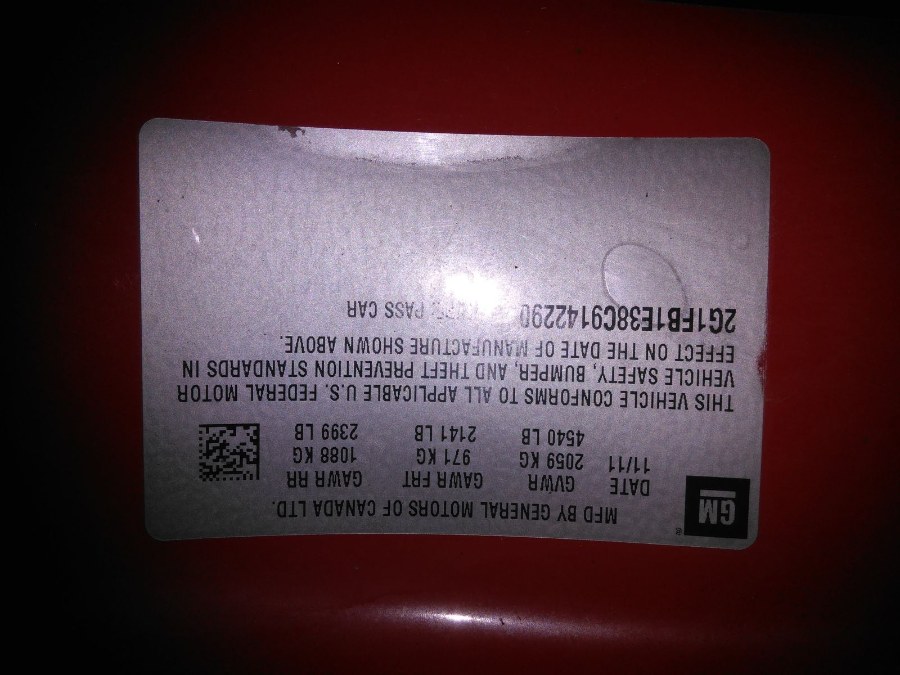 GM
MFD BY GENERAL MOTORS OF CANADA LTD.
DATE GVWR GAWR FRT GAWR RR
11/11 2059 KG 971 KG 1088 KG
4540 LB 2141 LB 2399 LB
THIS VEHICLE CONFORMS TO ALL APPLICABLE U.S. FEDERAL MOTOR
VEHICLE SAFETY, BUMPER, AND THEFT PREVENTION STANDARDS IN
EFFECT ON THE DATE OF MANUFACTURE SHOWN ABOVE.
2G1FB1E38C9142290 PASS CAR